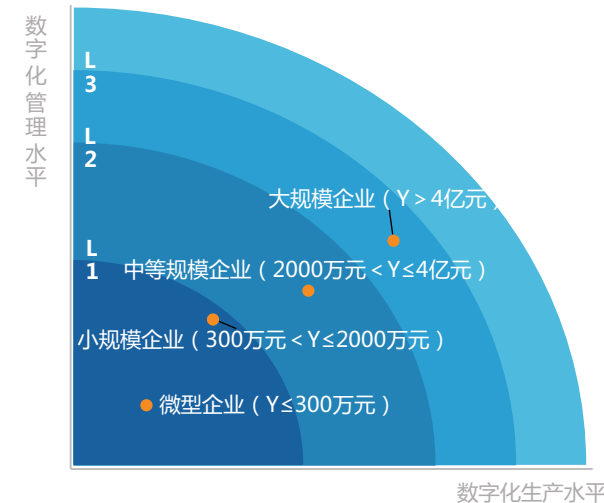 数字化管理水平
L3
L2
大规模企业（Y＞4亿元）
L1
中等规模企业（2000万元＜Y≤4亿元）
小规模企业（300万元＜Y≤2000万元）
微型企业（Y≤300万元）
数字化生产水平